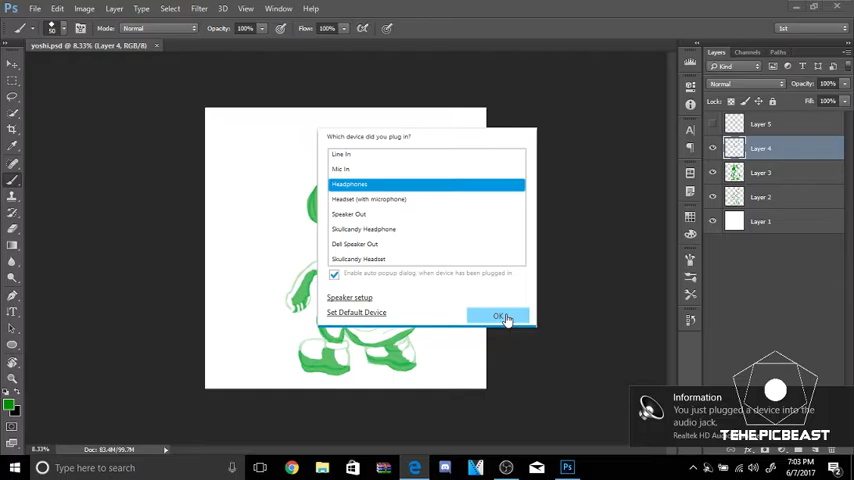 Ps File Edit Image Layer Type Select Filter 3D View Window Help
50 Mode: Normal Opacity: 100% Flow: 100% 1st
yoshi.psd @ 8.33% (Layer 4, RGB/8) ×
Layers Channels Paths
Kind
Normal Opacity: 100%
Lock: Fill: 100%
Layer 5
Layer 4
Layer 3
Layer 2
Layer 1
Which device did you plug in?
Line In
Mic In
Headphones
Headset (with microphone)
Speaker Out
Skullcandy Headphone
Dell Speaker Out
Skullcandy Headset
Enable auto popup dialog, when device has been plugged in
Speaker setup
Set Default Device
OK
Information
You just plugged a device into the
audio jack.
Realtek HD
TEHEPICBEAST
8.33% Doc: 83.4M/99.7M
Type here to search
Ps
7:03 PM
6/7/2017
2